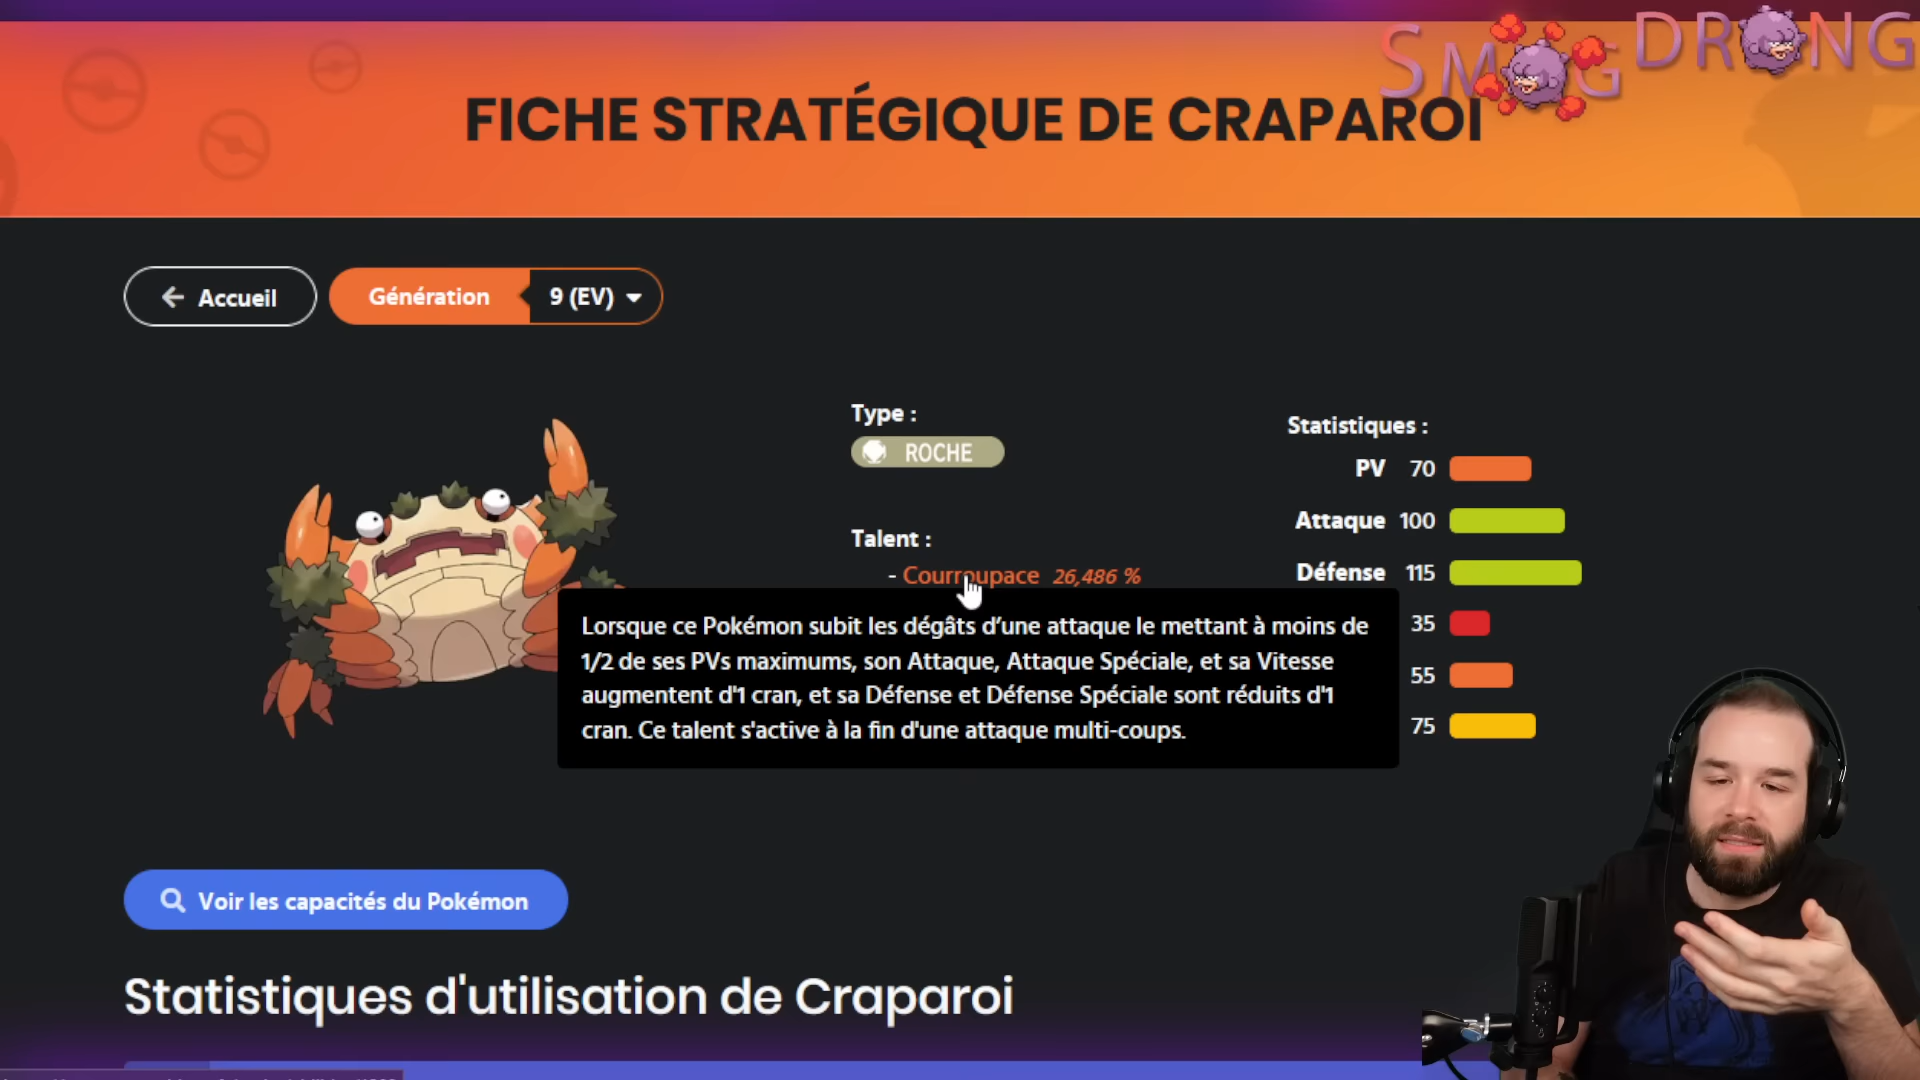 SMOG DRONG
FICHE STRATÉGIQUE DE CRAPAROI
Accueil
Génération
9 (EV)
Type :
ROCHE
Talent :
- Courroupace 26,486 %
Lorsque ce Pokémon subit les dégâts d'une attaque le mettant à moins de
1/2 de ses PVs maximums, son Attaque, Attaque Spéciale, et sa Vitesse
augmentent d'1 cran, et sa Défense et Défense Spéciale sont réduits d'1
cran. Ce talent s'active à la fin d'une attaque multi-coups.
Statistiques :
PV 70
Attaque 100
Défense 115
35
55
75
Voir les capacités du Pokémon
Statistiques d'utilisation de Craparoi